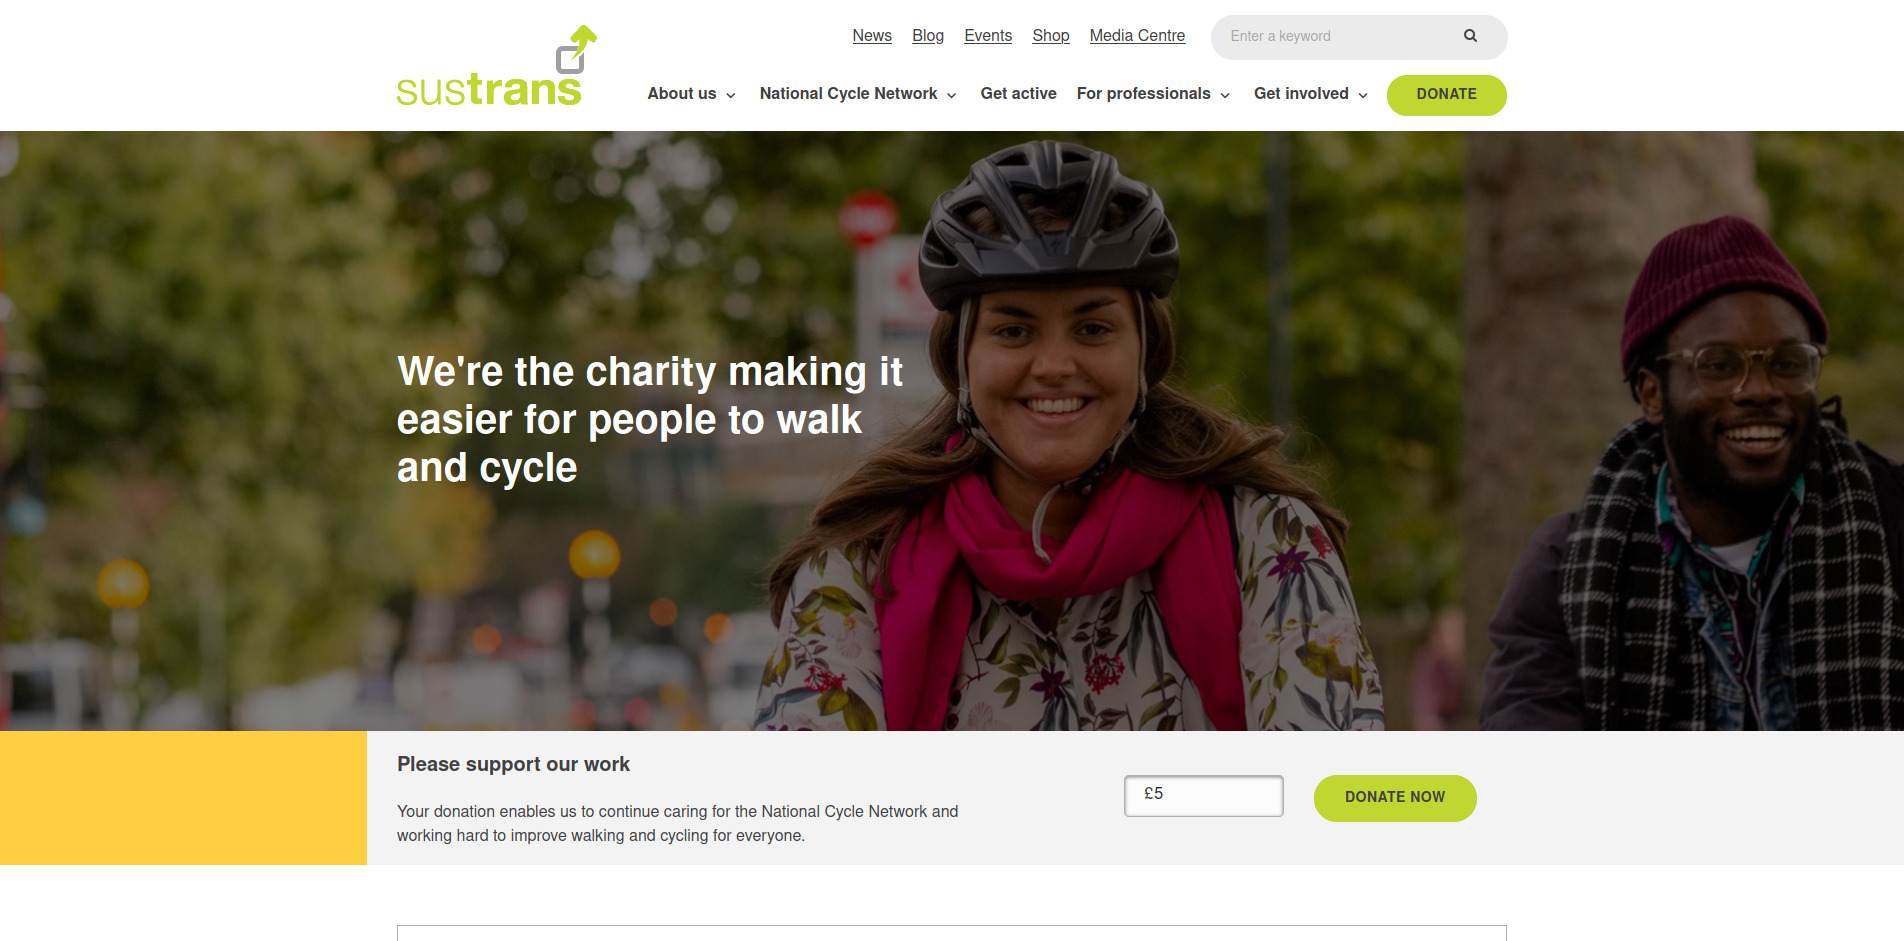 News Blog Events Shop Media Centre Enter a keyword
sustrans
About us National Cycle Network Get active For professionals Get involved DONATE
We're the charity making it
easier for people to walk
and cycle
Please support our work
Your donation enables us to continue caring for the National Cycle Network and
working hard to improve walking and cycling for everyone.
£5
DONATE NOW